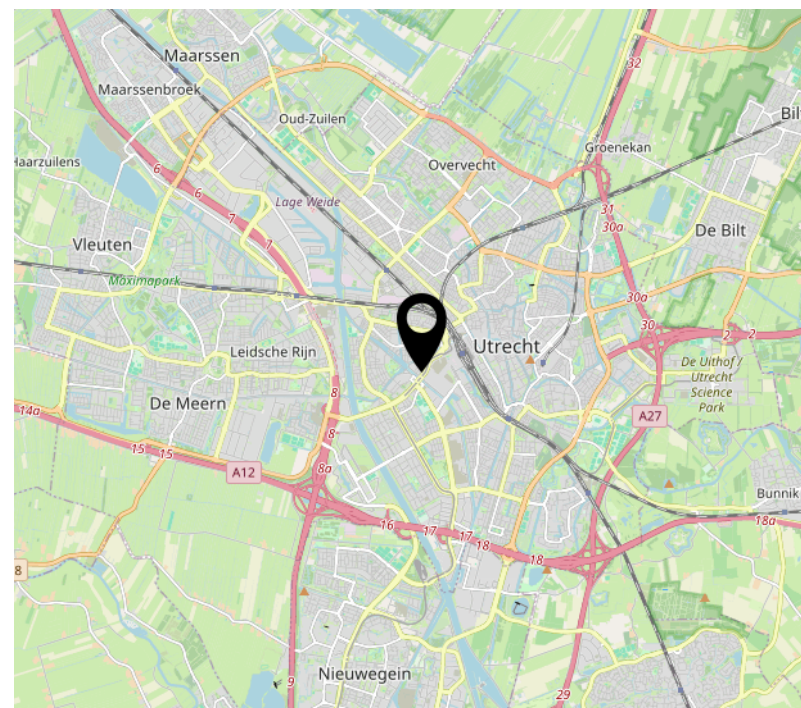 Maarssen
Maarssenbroek
32
Oud-Zuilen
Bil
Groenekan
Haarzuilens
Overvecht
6
6
Lage Weide
31
7
30a
De Bilt
Vleuten
7
Maximapark
30a
30
2
2
Utrecht
Leidsche Rijn
De Uithof /
Utrecht
Science
Park
8
De Meern
14a
8
A27
15
15
A12
8a
Bunnik
16
17
17
18
18a
18
8
Nieuwegein
9
29